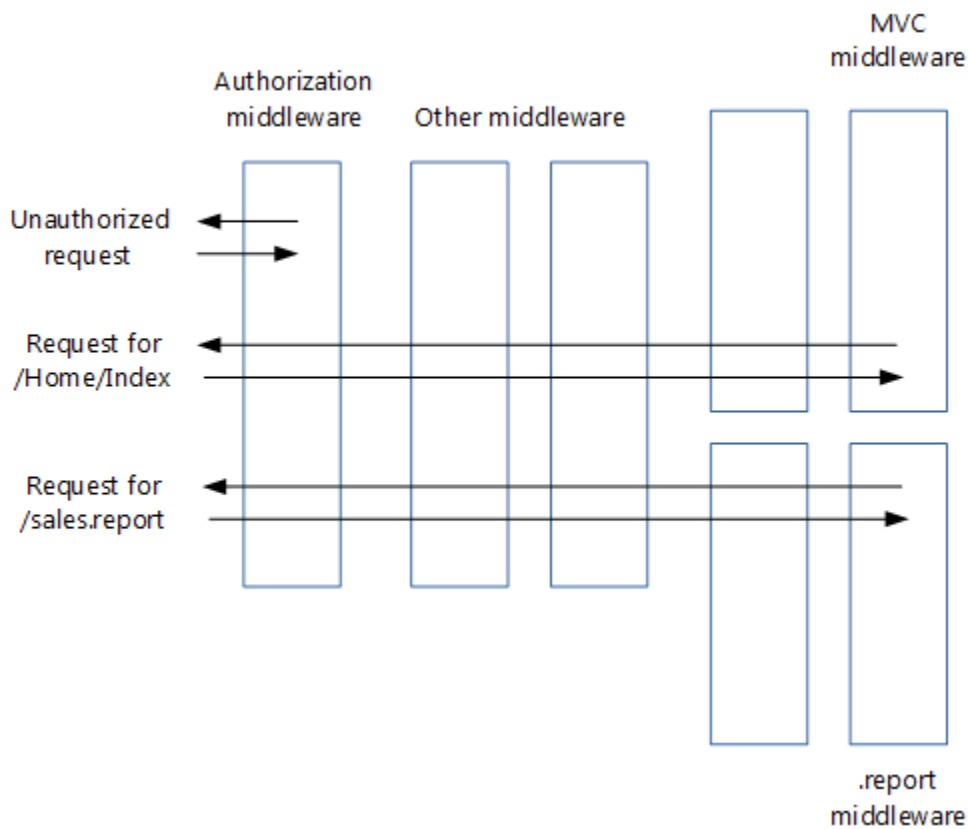 MVC
middleware
Authorization
middleware
Other middleware
Unauthorized
request
Request for
/Home/Index
Request for
/sales.report
.report
middleware